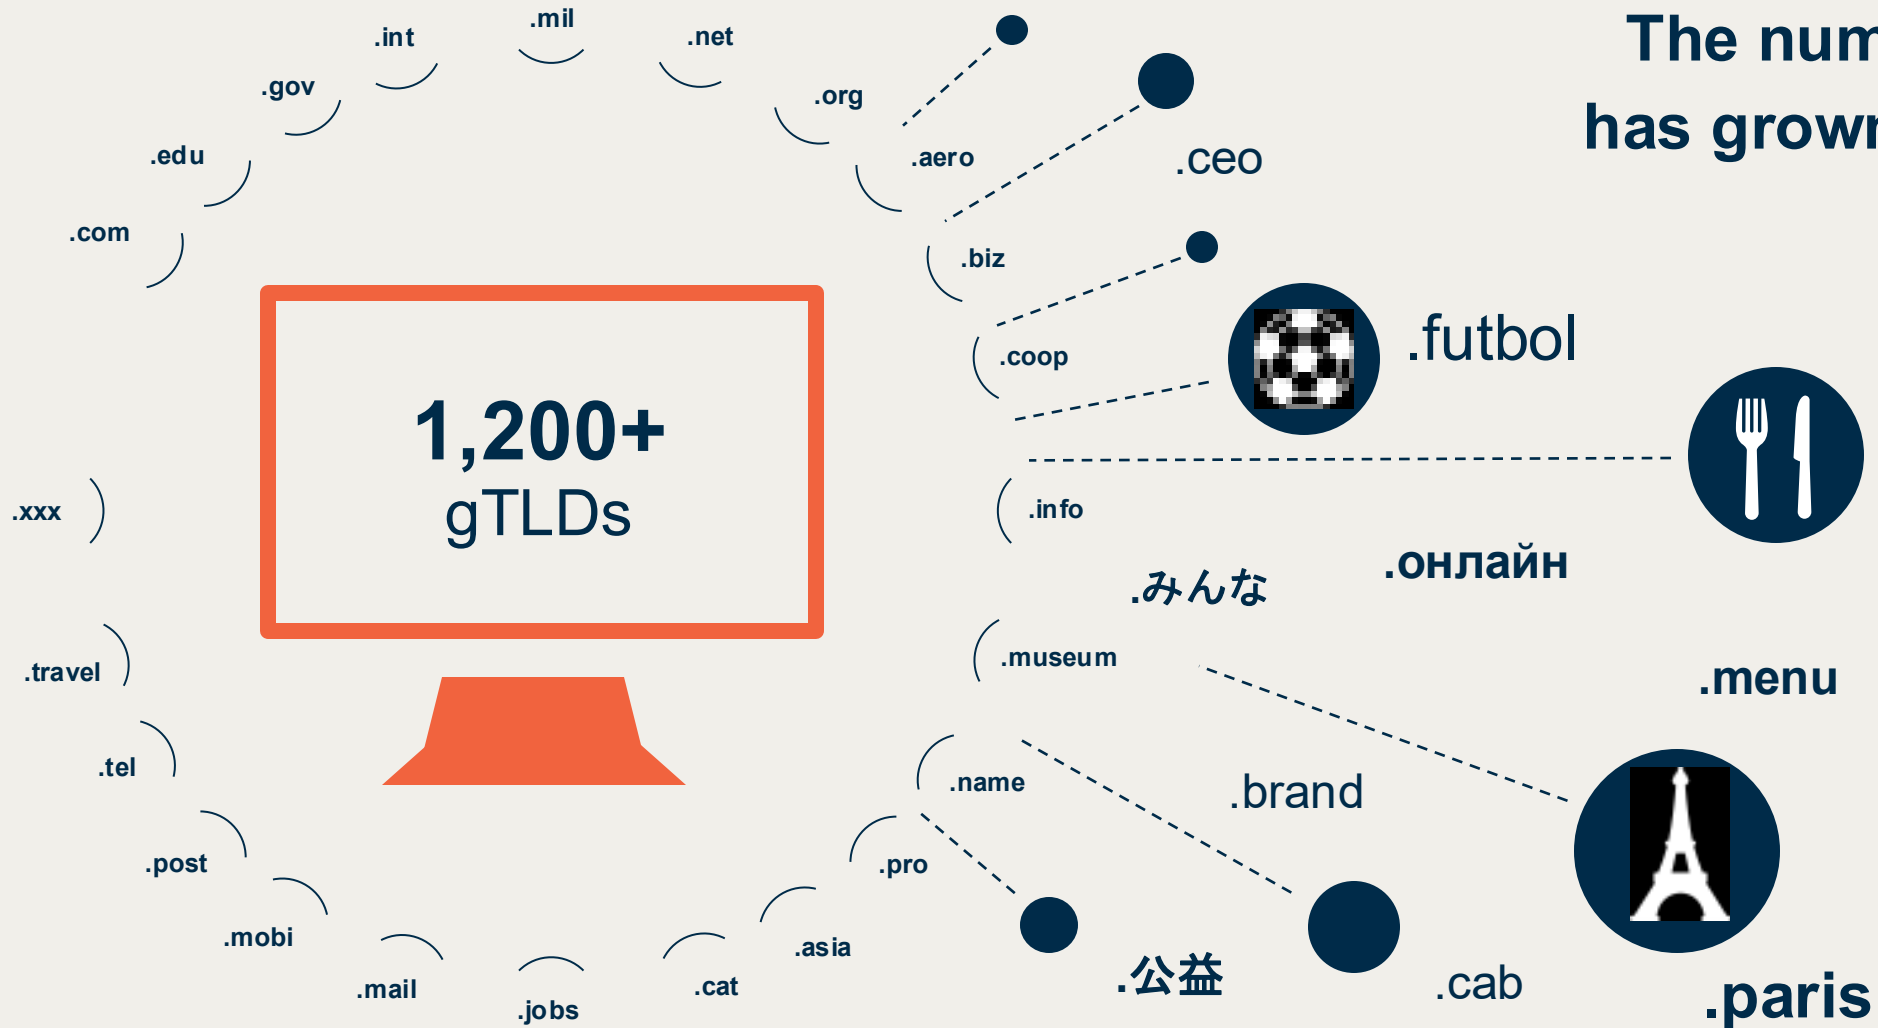 The num
has grown
.mil
.int
.net
.gov
.org
.edu
.aero
.ceo
.com
.biz
.futbol
.coop
1,200+
gTLDs
.xxx
.info
.онлайн
.みんな
.museum
.travel
.menu
.tel
.name
.brand
.post
.pro
.mobi
.asia
.公益
.cab
.mail
.cat
.jobs
.paris